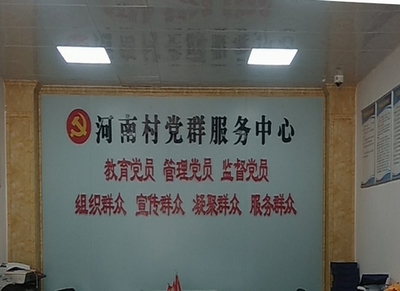 河南村党群服务中心
教育党员 管理党员 监督党员
组织群众 宣传群众 凝聚群众 服务群众